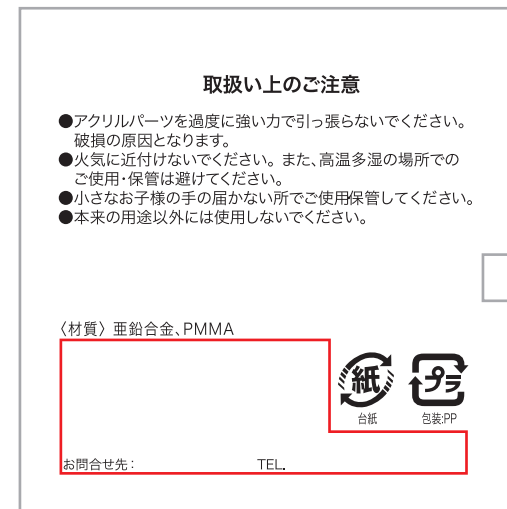 取扱い上のご注意
●アクリルパーツを過度に強い力で引っ張らないでください。
破損の原因となります。
●火気に近付けないでください。また、高温多湿の場所での
ご使用・保管は避けてください。
●小さなお子様の手の届かない所でご使用保管してください。
●本来の用途以外には使用しないでください。
〈材質〉亜鉛合金、PMMA
紙
プラ
台紙
包装:PP
お問合せ先：
TEL.